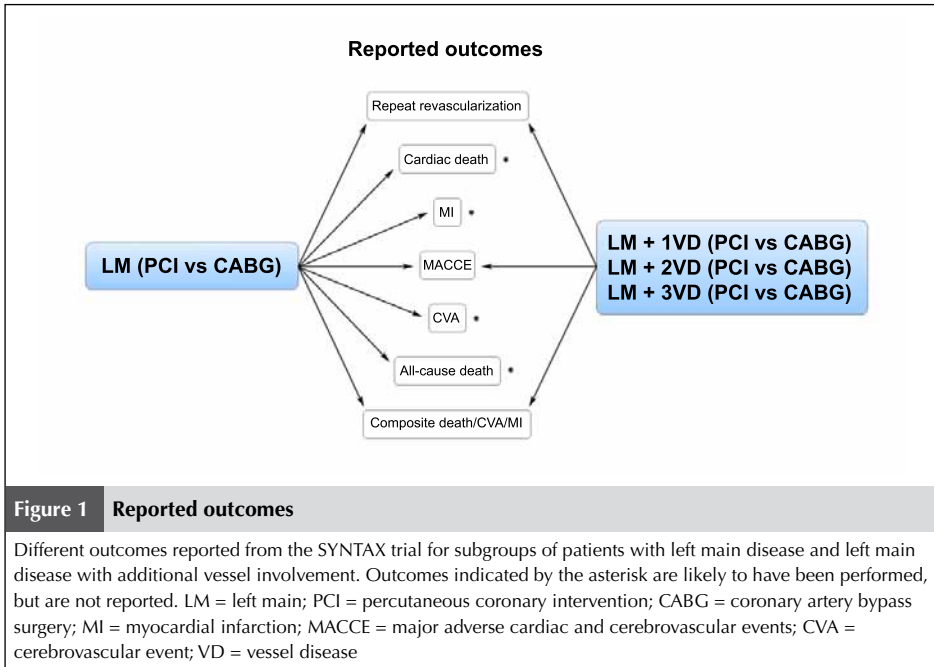 Reported outcomes
Repeat revascularization
Cardiac death *
MI *
LM (PCI vs CABG)
MACCE
LM + 1VD (PCI vs CABG)
LM + 2VD (PCI vs CABG)
LM + 3VD (PCI vs CABG)
CVA *
All-cause death *
Composite death/CVA/MI
Figure 1 Reported outcomes
Different outcomes reported from the SYNTAX trial for subgroups of patients with left main disease and left main
disease with additional vessel involvement. Outcomes indicated by the asterisk are likely to have been performed,
but are not reported. LM = left main; PCI = percutaneous coronary intervention; CABG = coronary artery bypass
surgery; MI = myocardial infarction; MACCE = major adverse cardiac and cerebrovascular events; CVA =
cerebrovascular event; VD = vessel disease